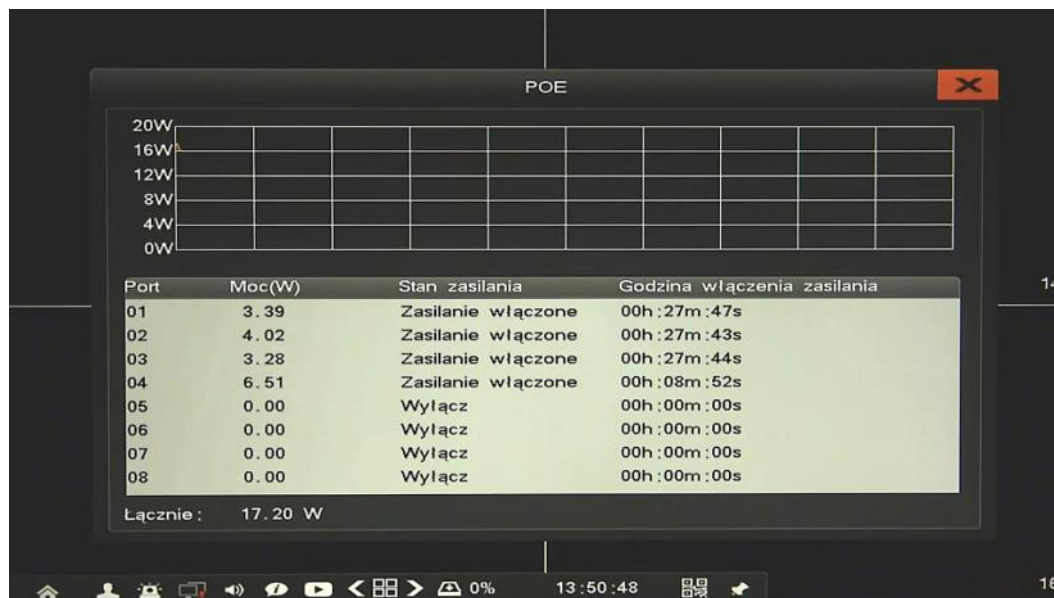 POE
20W
16W
12W
8W
4W
0W
Port Moc(W) Stan zasilania Godzina włączenia zasilania
01 3.39 Zasilanie włączone 00h:27m:47s
02 4.02 Zasilanie włączone 00h:27m:43s
03 3.28 Zasilanie włączone 00h:27m:44s
04 6.51 Zasilanie włączone 00h:08m:52s
05 0.00 Wyłącz 00h:00m:00s
06 0.00 Wyłącz 00h:00m:00s
07 0.00 Wyłącz 00h:00m:00s
08 0.00 Wyłącz 00h:00m:00s
Łącznie: 17.20 W
14
0% 13:50:48
16